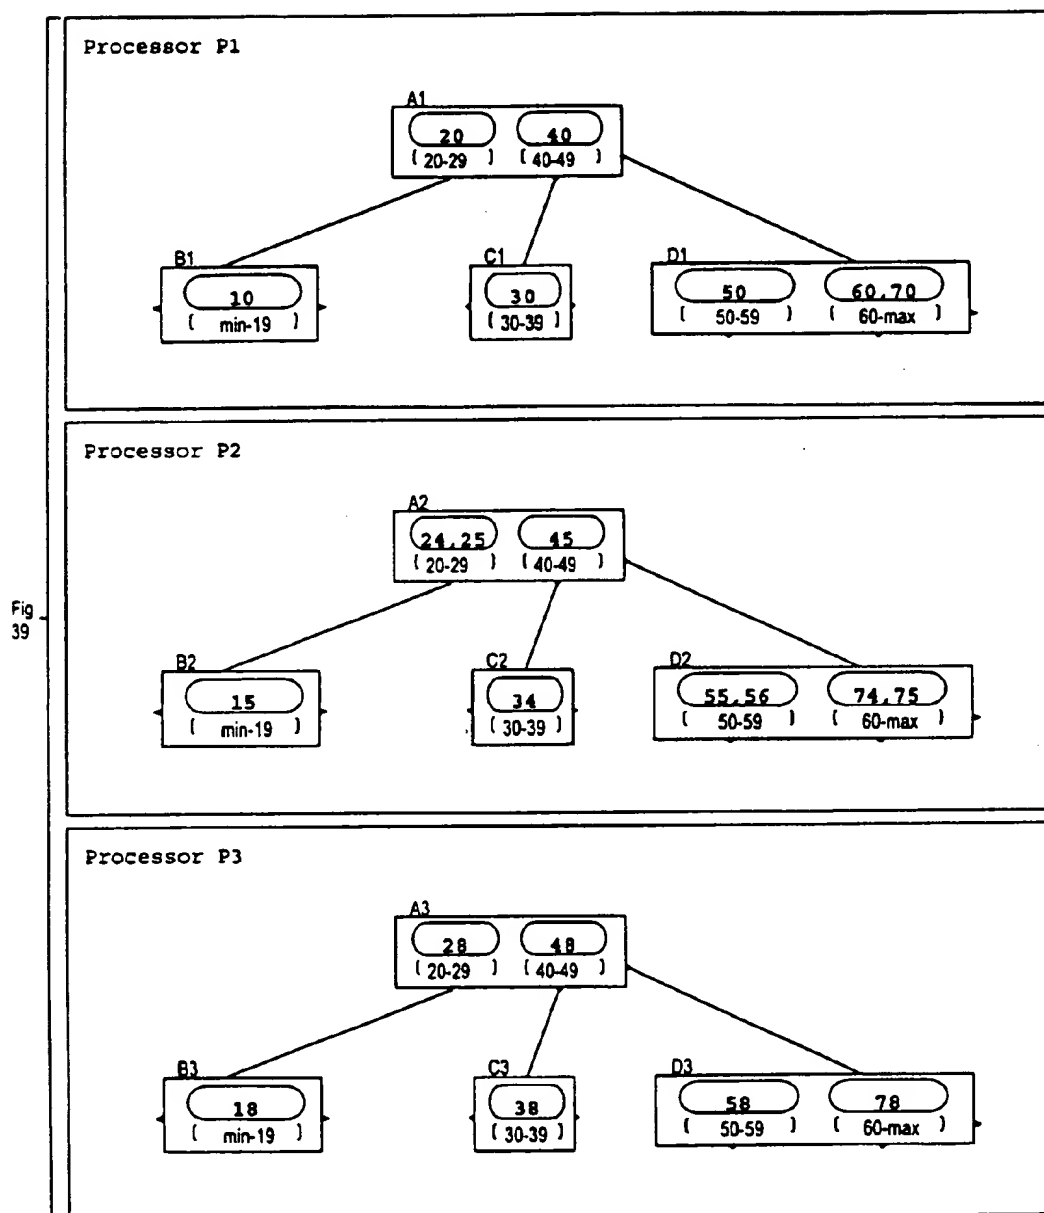 Processor P1
A1
20 40
( 20-29 ) ( 40-49 )
B1 C1 D1
10 30 50 60,70
( min-19 ) ( 30-39 ) ( 50-59 ) ( 60-max )
Processor P2
A2
24,25 45
( 20-29 ) ( 40-49 )
Fig
39
B2 C2 D2
15 34 55,56 74,75
( min-19 ) ( 30-39 ) ( 50-59 ) ( 60-max )
Processor P3
A3
28 48
( 20-29 ) ( 40-49 )
B3 C3 D3
18 38 58 78
( min-19 ) ( 30-39 ) ( 50-59 ) ( 60-max )